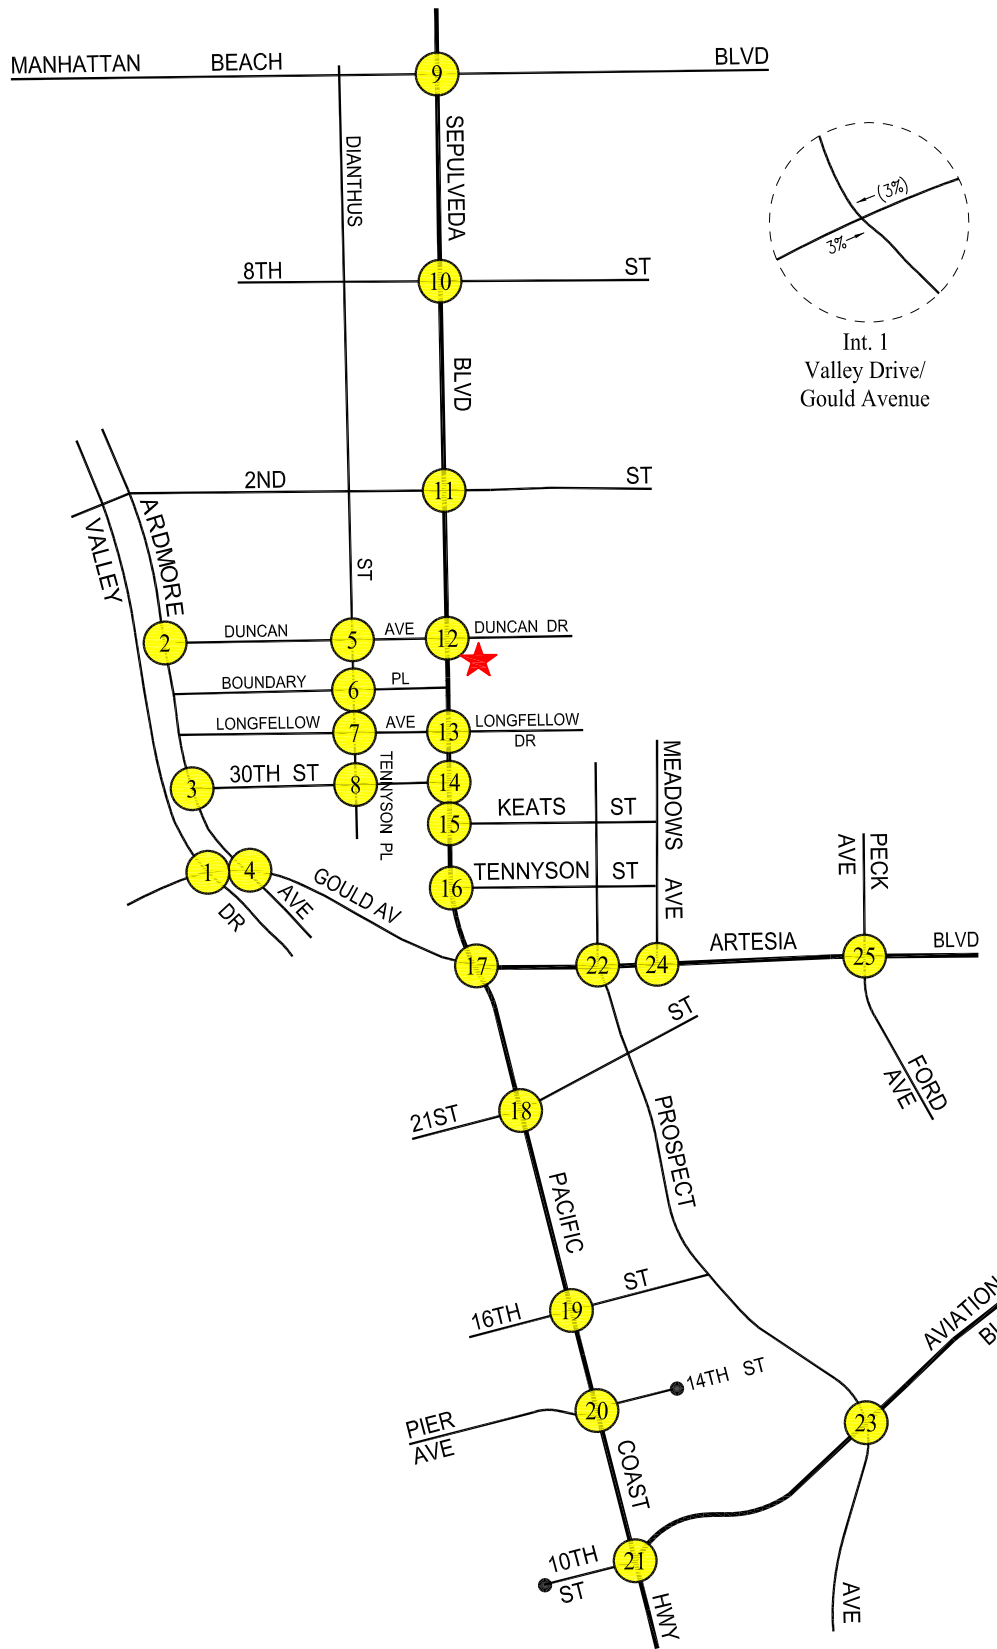 MANHATTAN BEACH BLVD
9
SEPULVEDA
DIANTHUS
(3%)
3%
8TH ST
10
Int. 1
Valley Drive/
Gould Avenue
BLVD
2ND ST
11
VALLEY
ARDMORE
ST
2
DUNCAN
5
AVE
12
DUNCAN DR
BOUNDARY
6
PL
LONGFELLOW
7
AVE
13
LONGFELLOW
DR
3
30TH ST
8
TENNYSON PL
14
MEADOWS AVE
15
KEATS ST
16
TENNYSON ST
PECK
AVE
1
4
DR
AVE
GOULD AV
17
22
24
ARTESIA
25
BLVD
FORD
AVE
21ST
18
ST
PROSPECT
PACIFIC
16TH
19
ST
AVIATION
14TH ST
PIER
AVE
20
23
COAST
10TH
ST
21
HWY
AVE